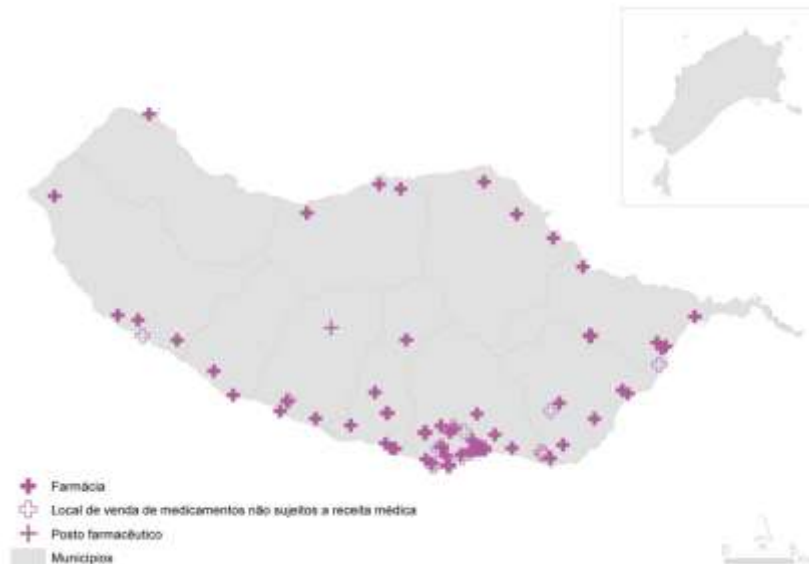 Farmácia
Local de venda de medicamentos não sujeitos a receita médica
Posto farmacêutico
Municípios